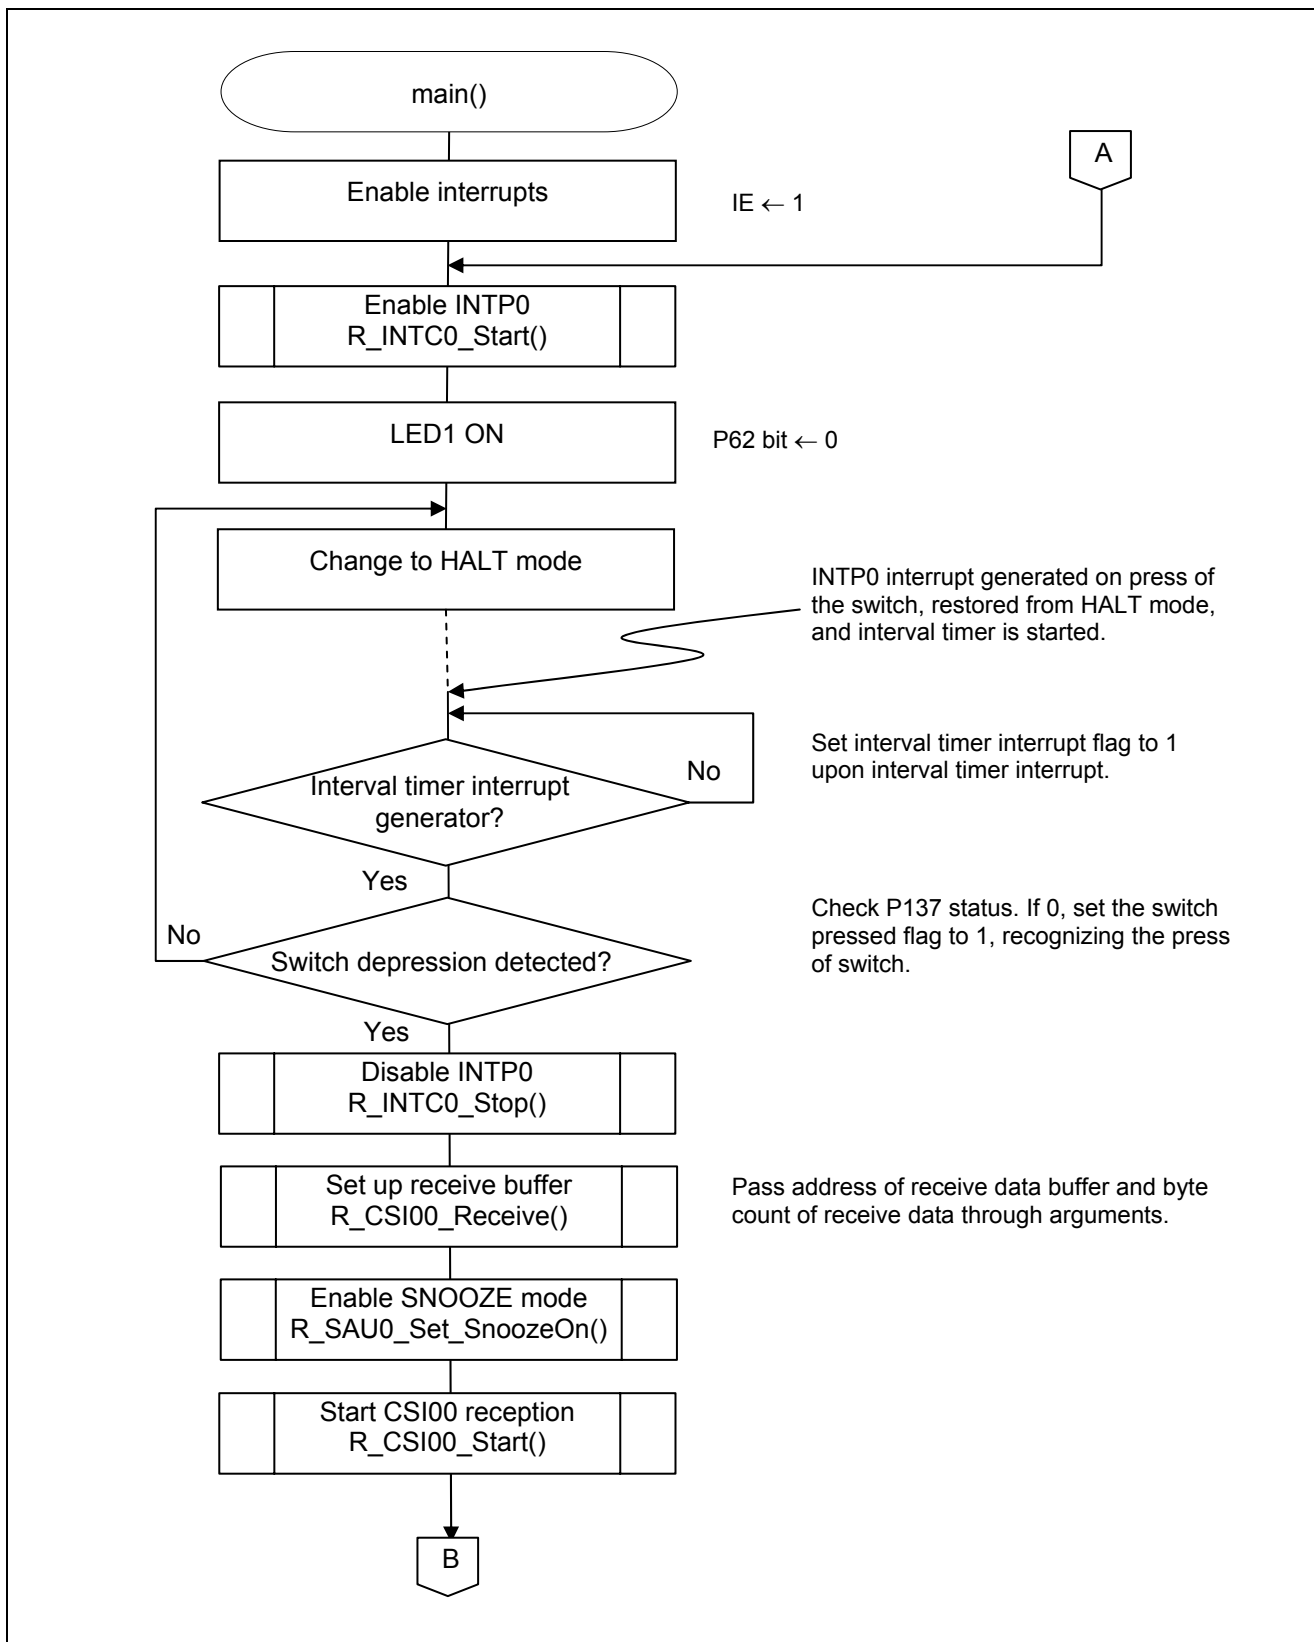 main()
A
Enable interrupts
IE ← 1
Enable INTP0
R_INTC0_Start()
LED1 ON
P62 bit ← 0
Change to HALT mode
INTP0 interrupt generated on press of
the switch, restored from HALT mode,
and interval timer is started.
Set interval timer interrupt flag to 1
upon interval timer interrupt.
No
Interval timer interrupt
generator?
Yes
Check P137 status. If 0, set the switch
pressed flag to 1, recognizing the press
of switch.
No
Switch depression detected?
Yes
Disable INTP0
R_INTC0_Stop()
Set up receive buffer
R_CSI00_Receive()
Pass address of receive data buffer and byte
count of receive data through arguments.
Enable SNOOZE mode
R_SAU0_Set_SnoozeOn()
Start CSI00 reception
R_CSI00_Start()
B